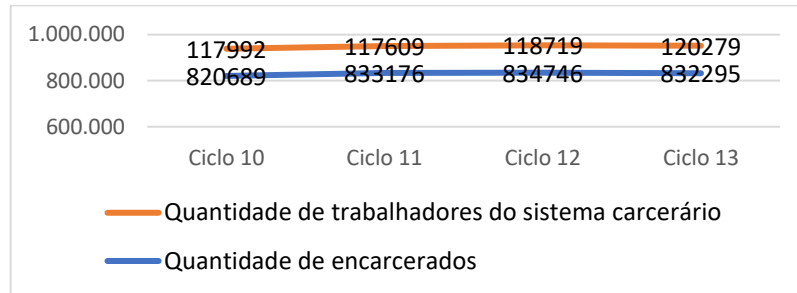 1.000.000
800.000
600.000
117992 117609 118719 120279
820689 833176 834746 832295
Ciclo 10 Ciclo 11 Ciclo 12 Ciclo 13
Quantidade de trabalhadores do sistema carcerário
Quantidade de encarcerados